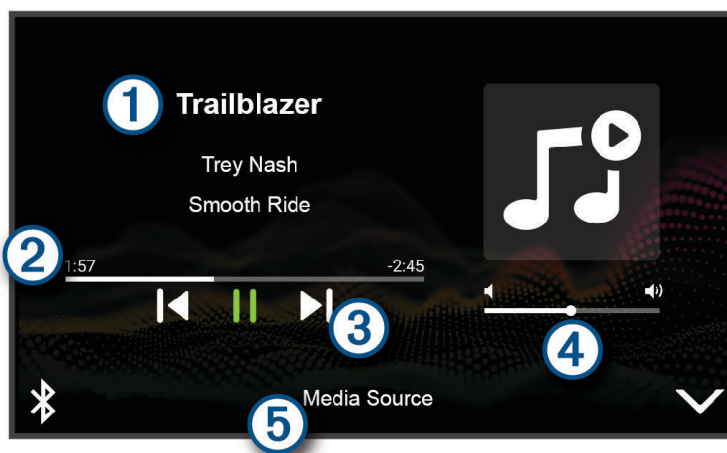 1
Trailblazer
Trey Nash
Smooth Ride
2
1:57
-2:45
3
4
Media Source
5